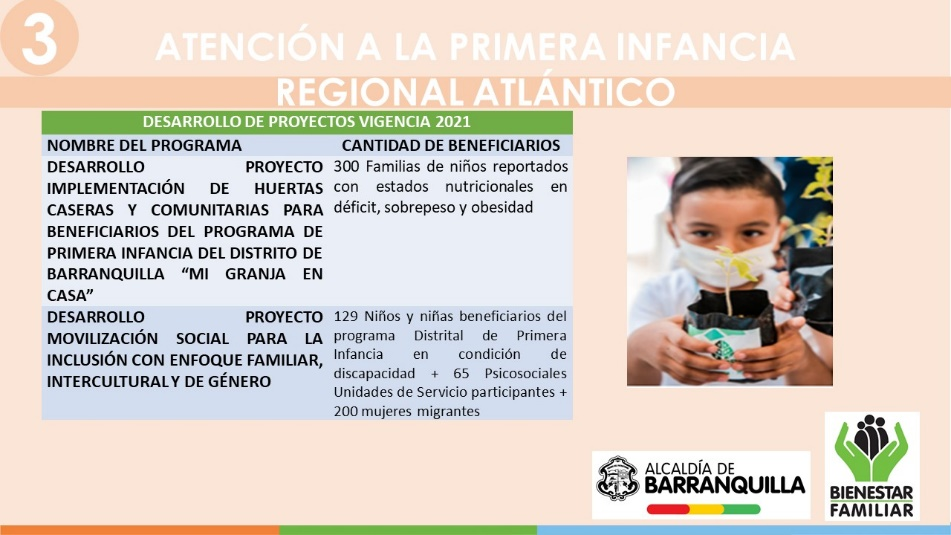 3
ATENCIÓN A LA PRIMERA INFANCIA
REGIONAL ATLÁNTICO
DESARROLLO DE PROYECTOS VIGENCIA 2021
NOMBRE DEL PROGRAMA
CANTIDAD DE BENEFICIARIOS
DESARROLLO PROYECTO
IMPLEMENTACIÓN DE HUERTAS
CASERAS Y COMUNITARIAS PARA
BENEFICIARIOS DEL PROGRAMA DE
PRIMERA INFANCIA DEL DISTRITO DE
BARRANQUILLA “MI GRANJA EN
CASA”
300 Familias de niños reportados
con estados nutricionales en
déficit, sobrepeso y obesidad
DESARROLLO PROYECTO
MOVILIZACIÓN SOCIAL PARA LA
INCLUSIÓN CON ENFOQUE FAMILIAR,
INTERCULTURAL Y DE GÉNERO
129 Niños y niñas beneficiarios del
programa Distrital de Primera
Infancia en condición de
discapacidad + 65 Psicosociales
Unidades de Servicio participantes +
200 mujeres migrantes
ALCALDÍA DE
BARRANQUILLA
BIENESTAR
FAMILIAR